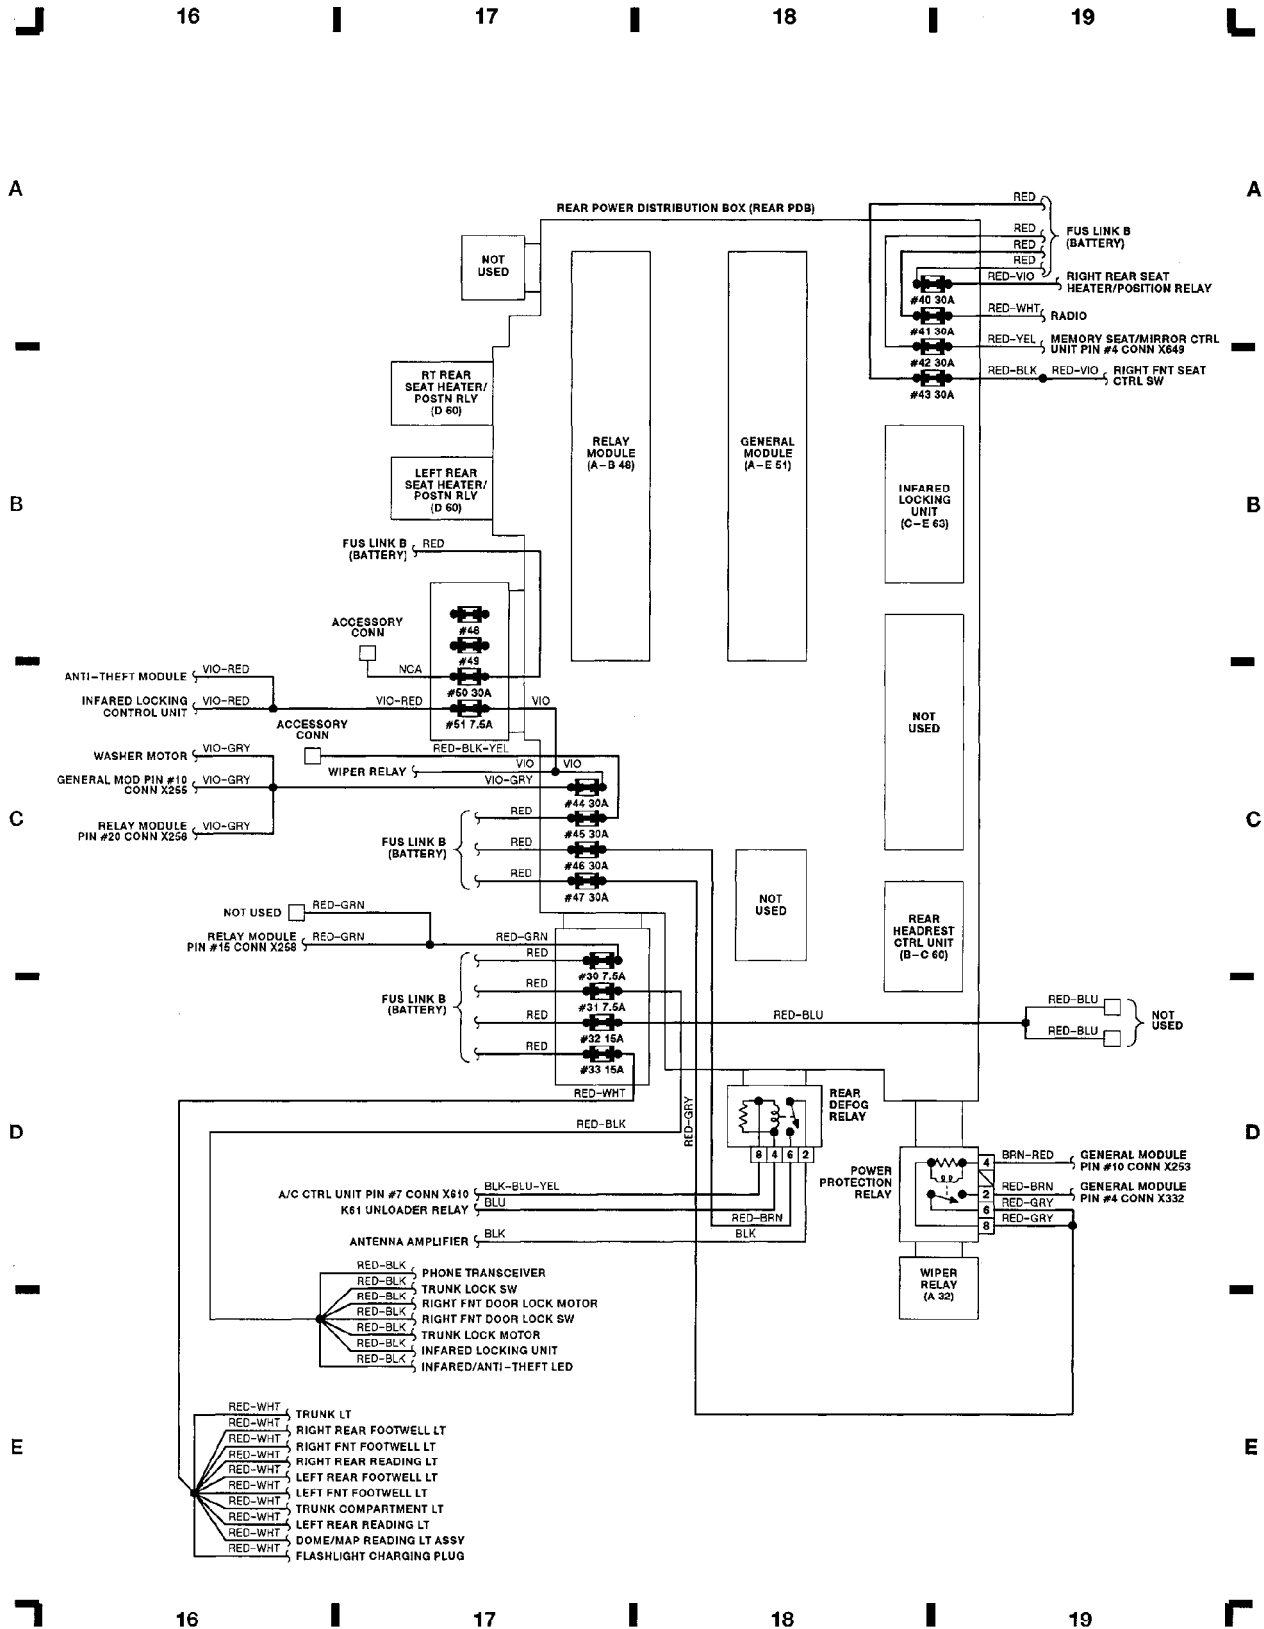 16 17 18 19
A A
REAR POWER DISTRIBUTION BOX (REAR PDB)
RED
RED
RED
RED
FUS LINK B
(BATTERY)
NOT
USED
RED-VIO
RIGHT REAR SEAT
HEATER/POSITION RELAY
#40 30A
RED-WHT
RADIO
#41 30A
RED-YEL
MEMORY SEAT/MIRROR CTRL
UNIT PIN #4 CONN X649
#42 30A
RED-BLK
RED-VIO
RIGHT FNT SEAT
CTRL SW
#43 30A
RT REAR
SEAT HEATER/
POSTN RLY
(D 60)
RELAY
MODULE
(A-B 48)
GENERAL
MODULE
(A-E 51)
LEFT REAR
SEAT HEATER/
POSTN RLY
(D 60)
INFARED
LOCKING
UNIT
(C-E 63)
B B
FUS LINK B
(BATTERY)
RED
#48
#49
ACCESSORY
CONN
NCA
#50 30A
ANTI-THEFT MODULE
VIO-RED
INFARED LOCKING
CONTROL UNIT
VIO-RED
VIO-RED
VIO
#51 7.5A
NOT
USED
ACCESSORY
CONN
RED-BLK-YEL
WASHER MOTOR
VIO-GRY
WIPER RELAY
VIO
VIO
GENERAL MOD PIN #10
CONN X255
VIO-GRY
VIO-GRY
#44 30A
C C
RELAY MODULE
PIN #20 CONN X256
VIO-GRY
FUS LINK B
(BATTERY)
RED
#45 30A
RED
#46 30A
RED
#47 30A
NOT
USED
REAR
HEADREST
CTRL UNIT
(B-C 60)
NOT USED
RED-GRN
RELAY MODULE
PIN #15 CONN X258
RED-GRN
RED-GRN
RED
#30 7.5A
FUS LINK B
(BATTERY)
RED
#31 7.5A
RED
#32 15A
RED
#33 15A
RED-BLU
RED-BLU
RED-BLU
NOT
USED
RED-WHT
RED-BLK
RED-GRY
REAR
DEFOG
RELAY
8 4 6 2
D D
POWER
PROTECTION
RELAY
4
2
6
8
BRN-RED
GENERAL MODULE
PIN #10 CONN X253
RED-BRN
GENERAL MODULE
PIN #4 CONN X332
RED-GRY
RED-GRY
A/C CTRL UNIT PIN #7 CONN X610
BLK-BLU-YEL
K61 UNLOADER RELAY
BLU
RED-BRN
ANTENNA AMPLIFIER
BLK
BLK
WIPER
RELAY
(A 32)
RED-BLK PHONE TRANSCEIVER
RED-BLK TRUNK LOCK SW
RED-BLK RIGHT FNT DOOR LOCK MOTOR
RED-BLK RIGHT FNT DOOR LOCK SW
RED-BLK TRUNK LOCK MOTOR
RED-BLK INFARED LOCKING UNIT
RED-BLK INFARED/ANTI-THEFT LED
RED-WHT TRUNK LT
RED-WHT RIGHT REAR FOOTWELL LT
RED-WHT RIGHT FNT FOOTWELL LT
RED-WHT RIGHT REAR READING LT
RED-WHT LEFT REAR FOOTWELL LT
RED-WHT LEFT FNT FOOTWELL LT
RED-WHT TRUNK COMPARTMENT LT
RED-WHT LEFT REAR READING LT
RED-WHT DOME/MAP READING LT ASSY
RED-WHT FLASHLIGHT CHARGING PLUG
E E
16 17 18 19